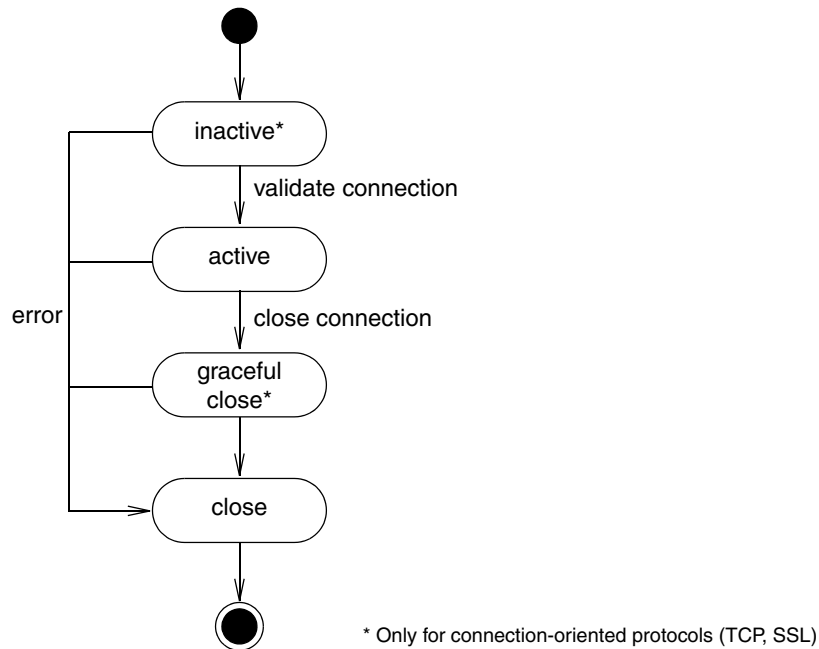 inactive*
validate connection
active
error
close connection
graceful
close*
close
* Only for connection-oriented protocols (TCP, SSL)